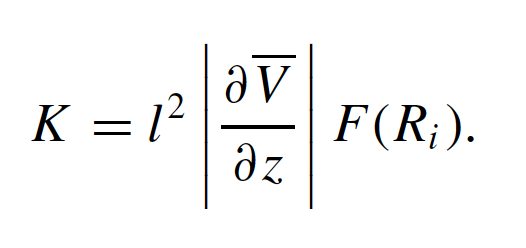 K = l² |∂V̅/∂z| F(Rᵢ).